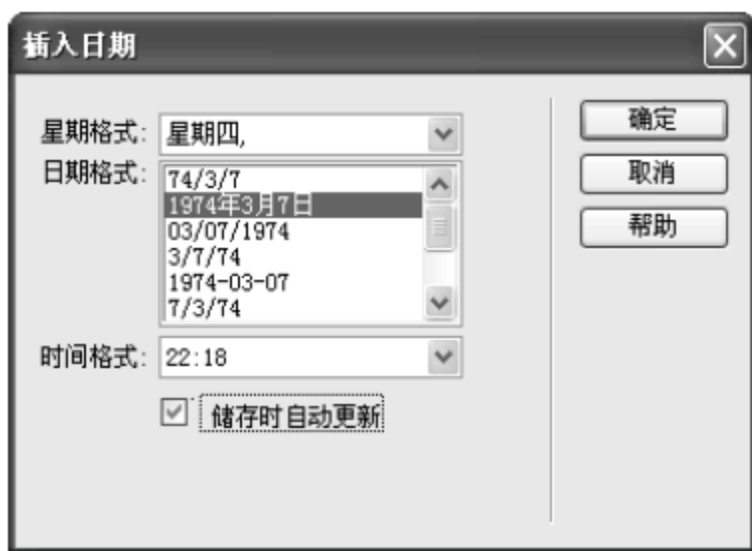 插入日期
星期格式: 星期四,
日期格式: 74/3/7
1974年3月7日
03/07/1974
3/7/74
1974-03-07
7/3/74
时间格式: 22:18
储存时自动更新
确定
取消
帮助